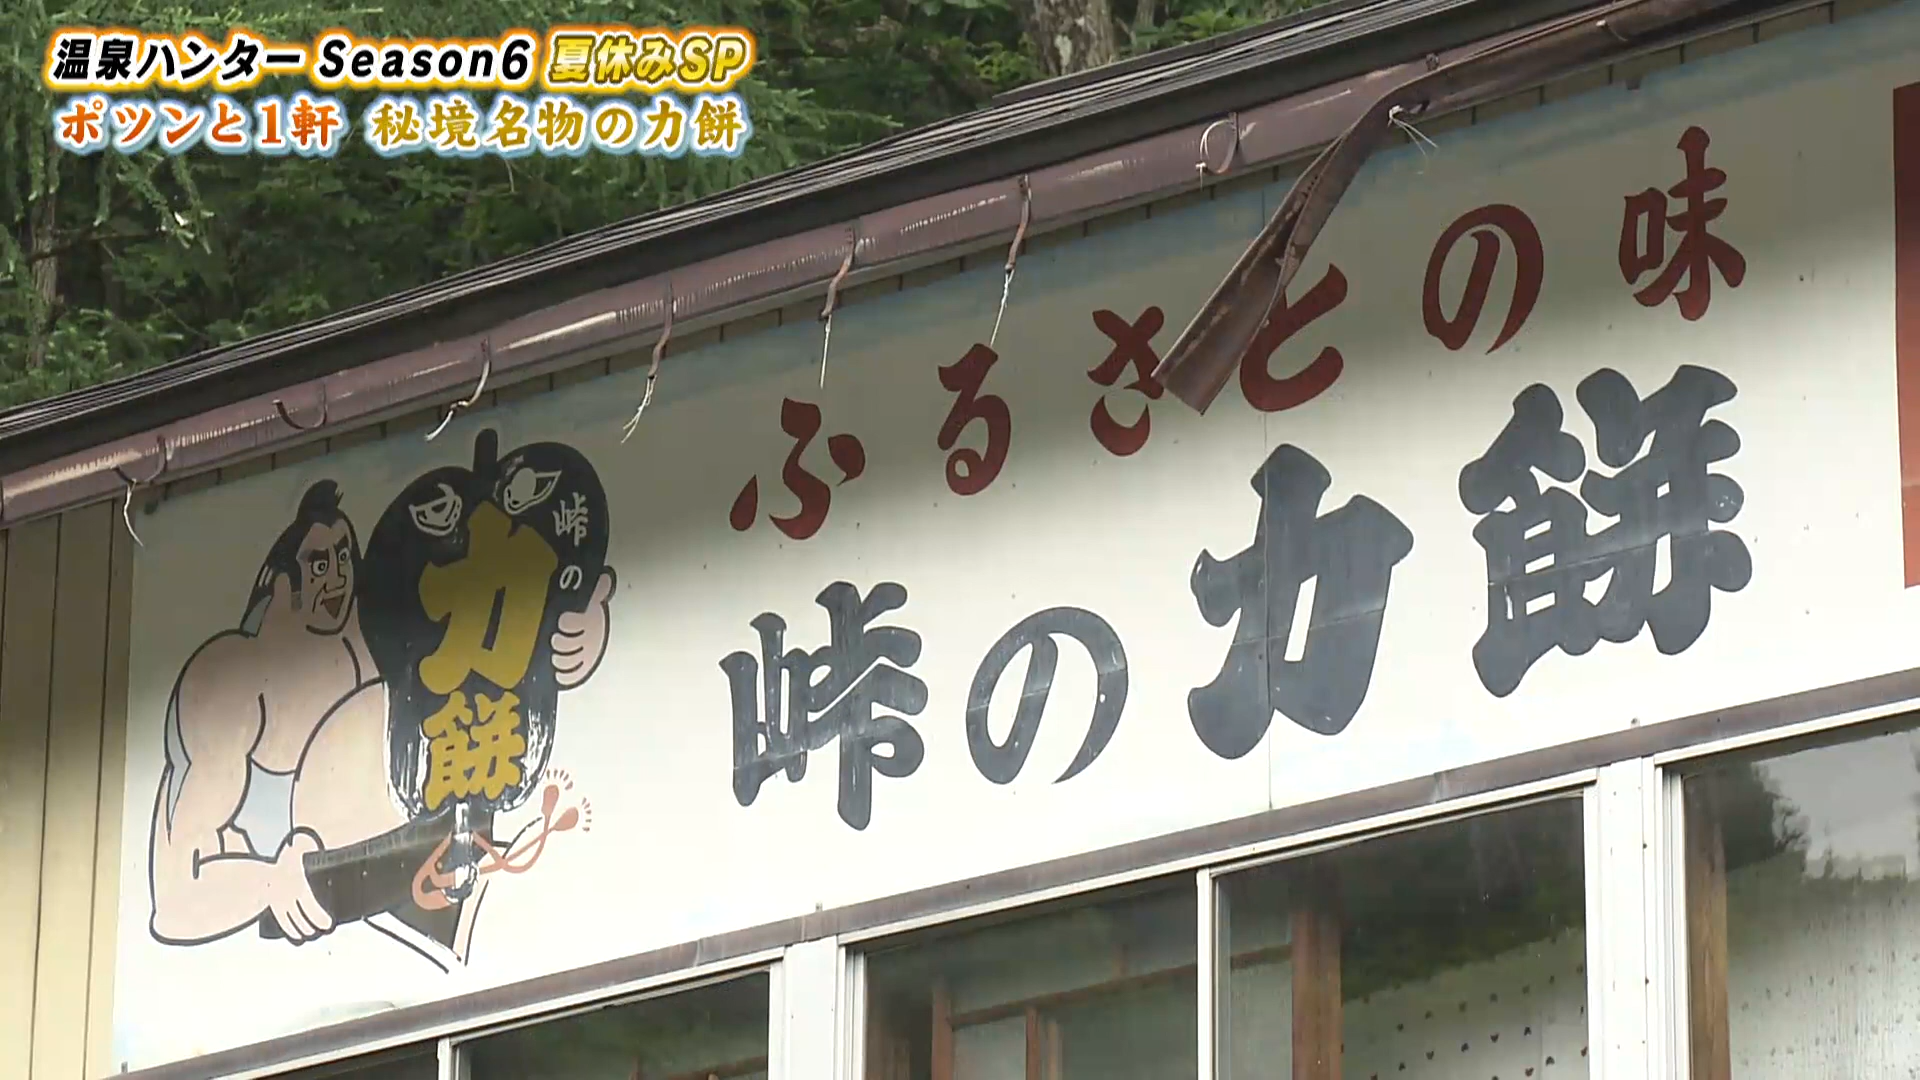 温泉ハンター Season6 夏休みSP
ポツンと1軒 秘境名物の力餅
ふるさとの味
峠の力餅
峠の
力餅